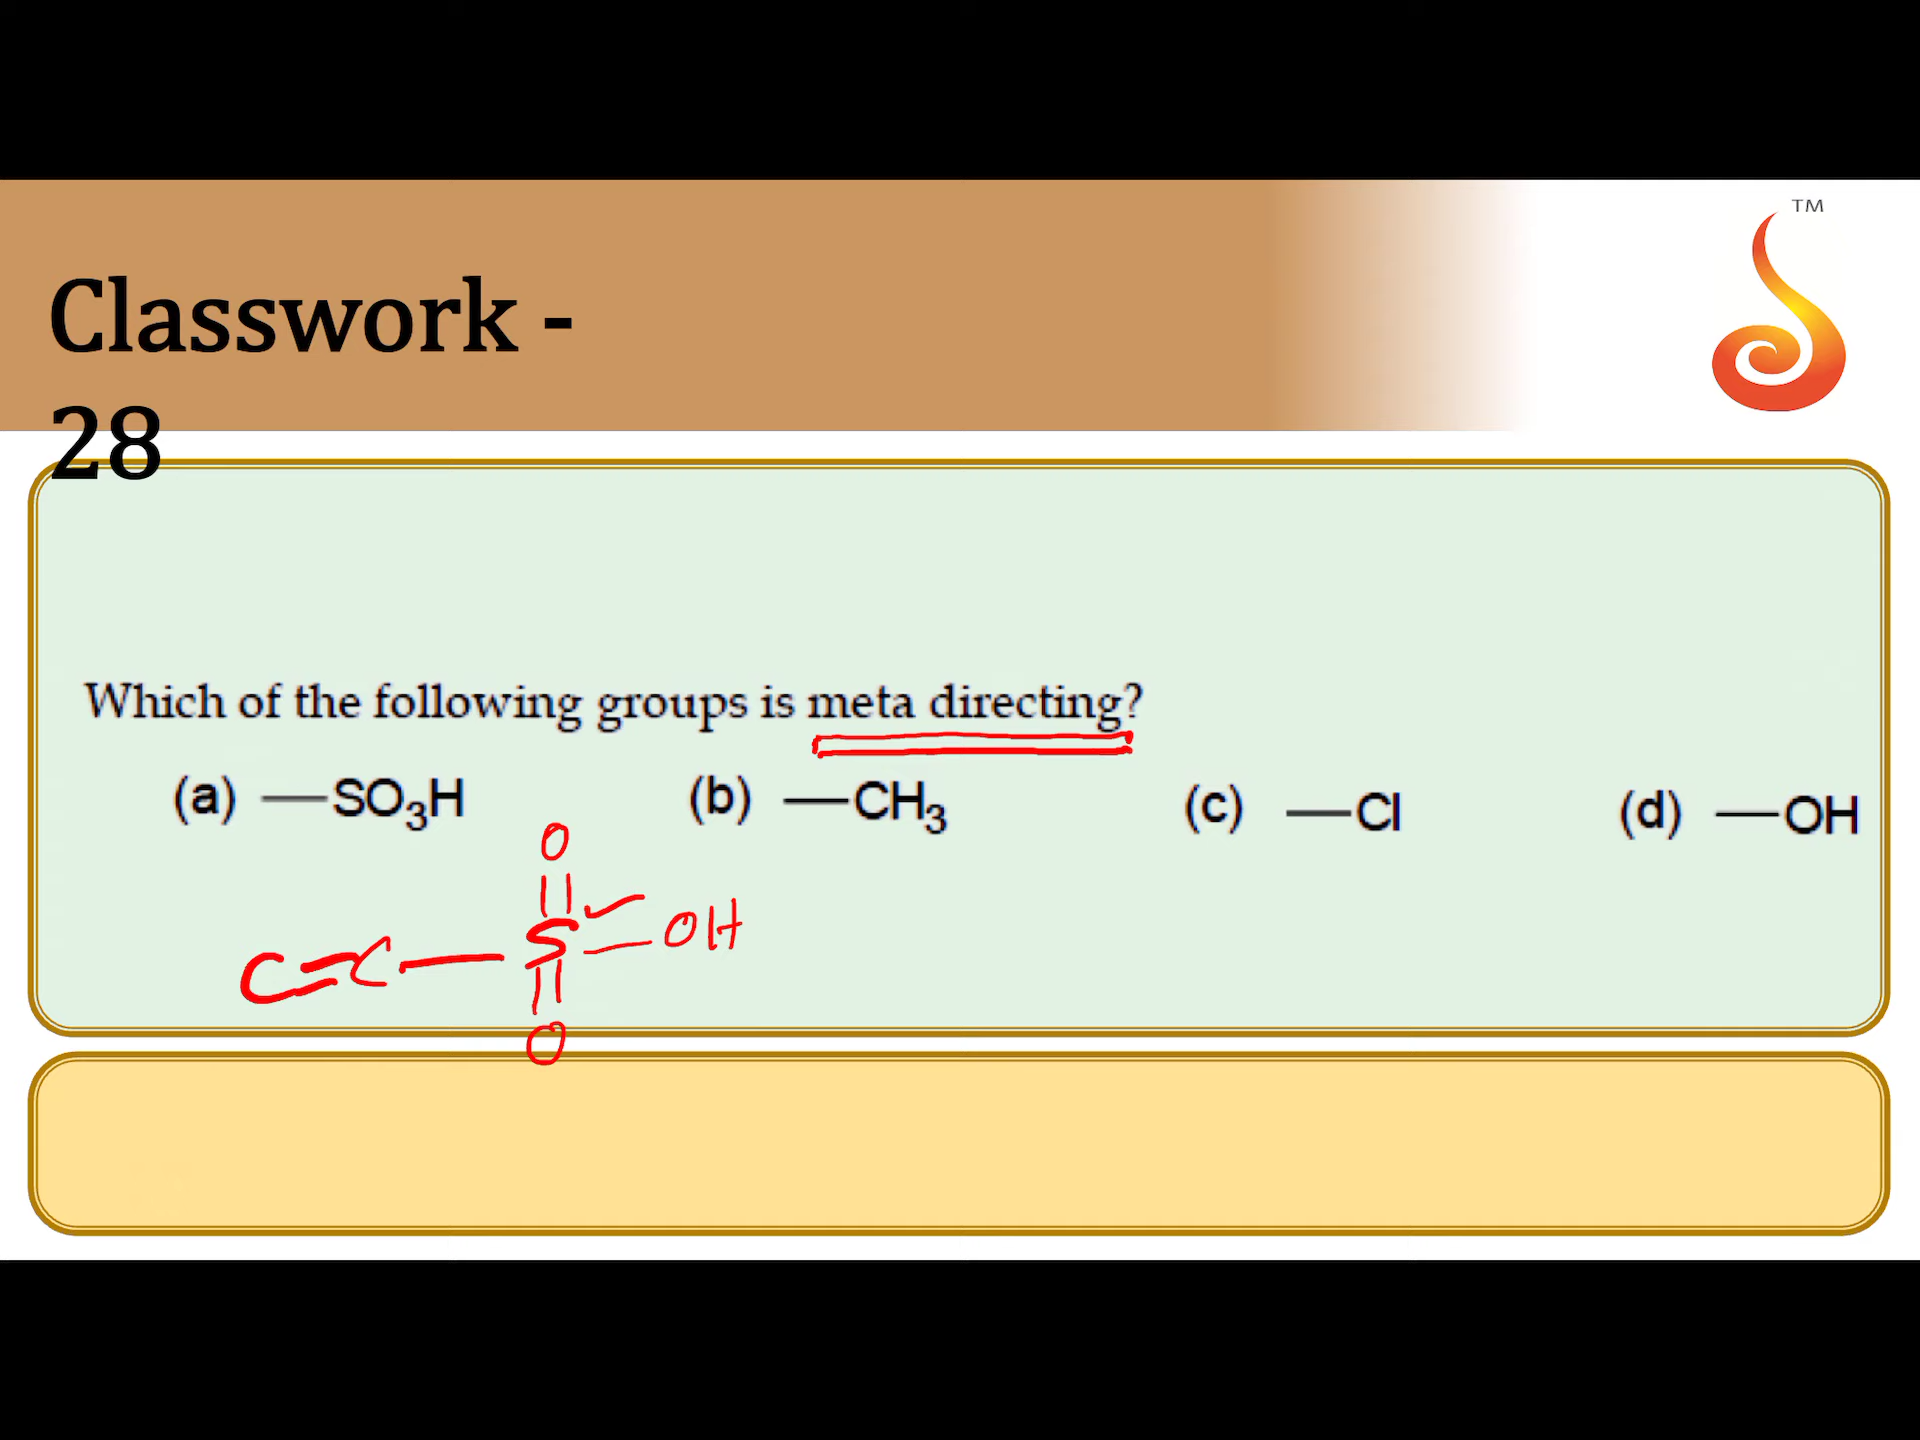 TM
Classwork -
28
Which of the following groups is meta directing?
(a) —SO₃H (b) —CH₃ (c) —Cl (d) —OH
O
C=C—S—OH
O